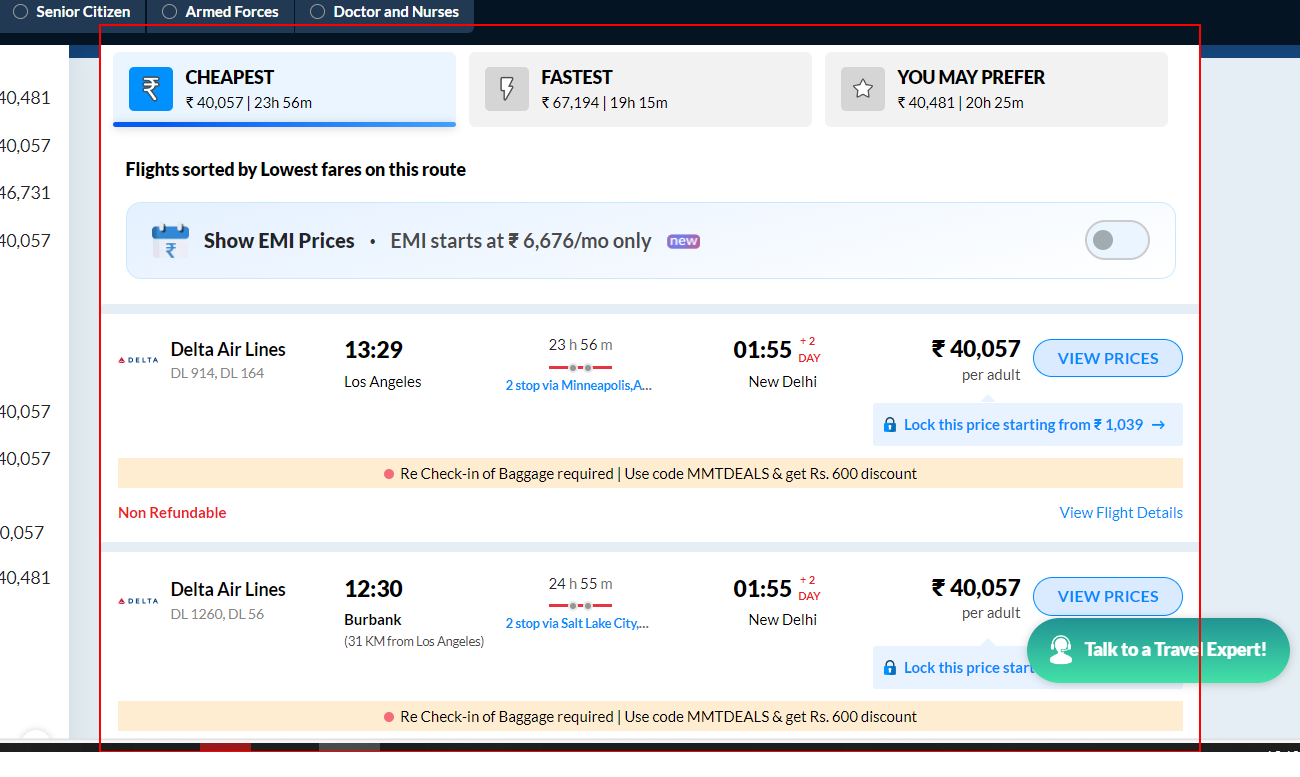 Senior Citizen Armed Forces Doctor and Nurses
CHEAPEST
₹ 40,057 | 23h 56m
FASTEST
₹ 67,194 | 19h 15m
YOU MAY PREFER
₹ 40,481 | 20h 25m
40,481
40,057
46,731
40,057
40,057
40,057
0,057
40,481
Flights sorted by Lowest fares on this route
Show EMI Prices • EMI starts at ₹ 6,676/mo only new
DELTA
Delta Air Lines
DL 914, DL 164
13:29
Los Angeles
23 h 56 m
2 stop via Minneapolis,A...
01:55 + 2 DAY
New Delhi
₹ 40,057
per adult
VIEW PRICES
Lock this price starting from ₹ 1,039 →
Re Check-in of Baggage required | Use code MMTDEALS & get Rs. 600 discount
Non Refundable View Flight Details
DELTA
Delta Air Lines
DL 1260, DL 56
12:30
Burbank
(31 KM from Los Angeles)
24 h 55 m
2 stop via Salt Lake City,...
01:55 + 2 DAY
New Delhi
₹ 40,057
per adult
VIEW PRICES
Lock this price start
Talk to a Travel Expert!
Re Check-in of Baggage required | Use code MMTDEALS & get Rs. 600 discount